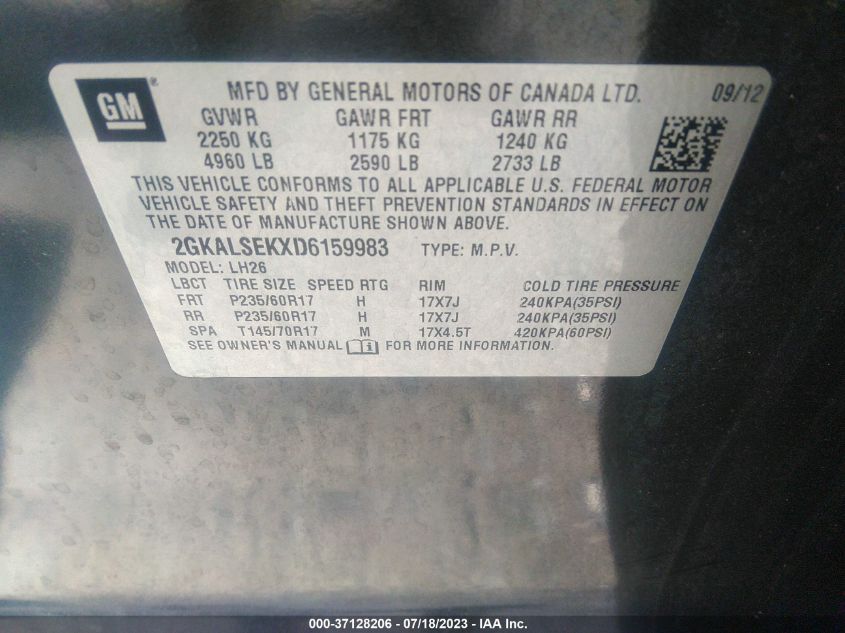 GM ®
MFD BY GENERAL MOTORS OF CANADA LTD. 09/12
GVWR GAWR FRT GAWR RR
2250 KG 1175 KG 1240 KG
4960 LB 2590 LB 2733 LB
THIS VEHICLE CONFORMS TO ALL APPLICABLE U.S. FEDERAL MOTOR
VEHICLE SAFETY AND THEFT PREVENTION STANDARDS IN EFFECT ON
THE DATE OF MANUFACTURE SHOWN ABOVE.
2GKALSEKXD6159983 TYPE: M.P.V.
MODEL: LH26
LBCT TIRE SIZE SPEED RTG RIM COLD TIRE PRESSURE
FRT P235/60R17 H 17X7J 240KPA(35PSI)
RR P235/60R17 H 17X7J 240KPA(35PSI)
SPA T145/70R17 M 17X4.5T 420KPA(60PSI)
SEE OWNER'S MANUAL FOR MORE INFORMATION.
000-37128206 - 07/18/2023 - IAA Inc.